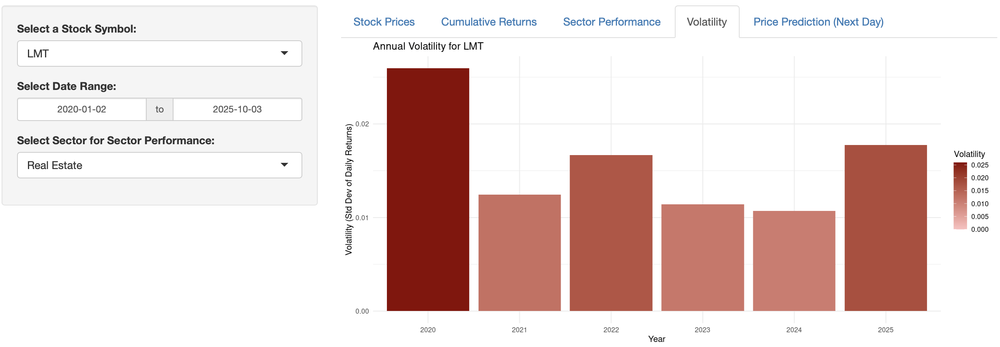 Select a Stock Symbol:
LMT
Select Date Range:
2020-01-02 to 2025-10-03
Select Sector for Sector Performance:
Real Estate
Stock Prices Cumulative Returns Sector Performance Volatility Price Prediction (Next Day)
Annual Volatility for LMT
Volatility (Std Dev of Daily Returns)
0.02
0.01
0.00
2020 2021 2022 2023 2024 2025
Year
Volatility
0.025
0.020
0.015
0.010
0.005
0.000